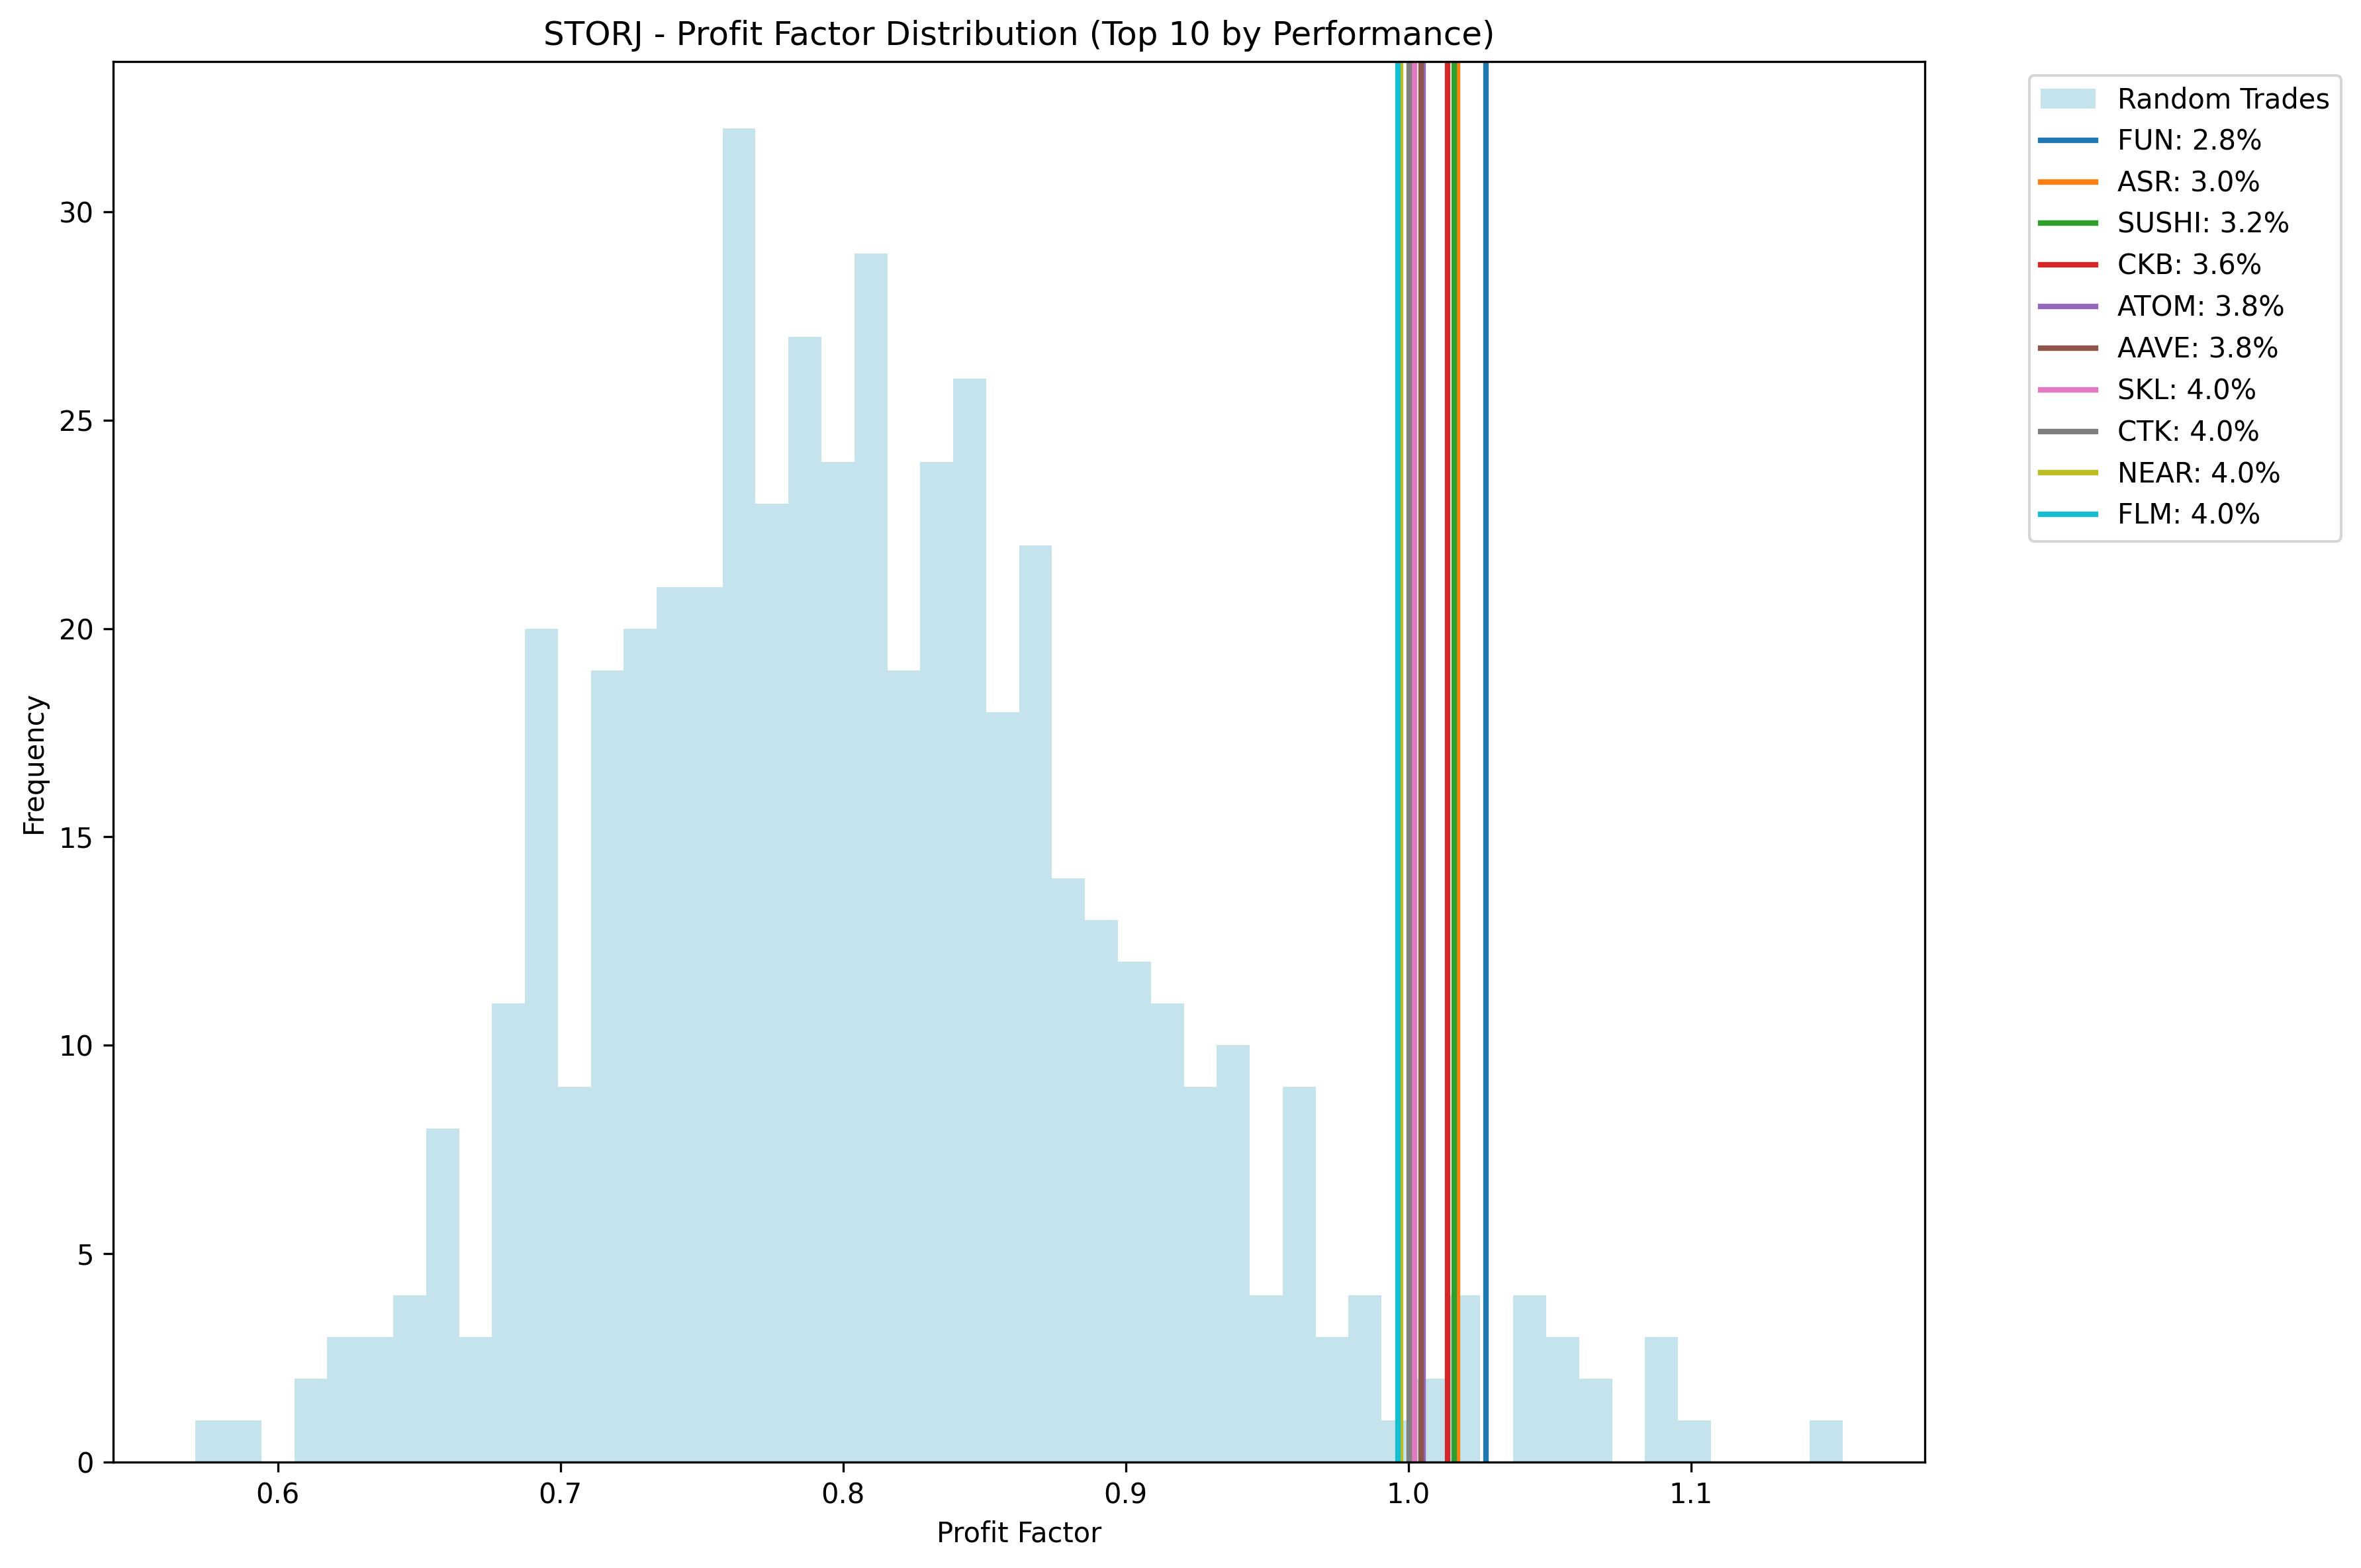 STORJ - Profit Factor Distribution (Top 10 by Performance)
Frequency
30
25
20
15
10
5
0
0.6
0.7
0.8
0.9
1.0
1.1
Profit Factor
Random Trades
FUN: 2.8%
ASR: 3.0%
SUSHI: 3.2%
CKB: 3.6%
ATOM: 3.8%
AAVE: 3.8%
SKL: 4.0%
CTK: 4.0%
NEAR: 4.0%
FLM: 4.0%